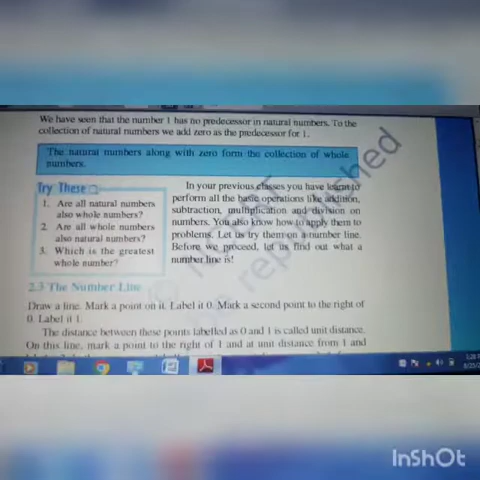 We have seen that the number 1 has no predecessor in natural numbers. To the
collection of natural numbers we add zero as the predecessor for 1.
The natural numbers along with zero form the collection of whole
numbers.
Try These
1. Are all natural numbers
also whole numbers?
2. Are all whole numbers
also natural numbers?
3. Which is the greatest
whole number?
In your previous classes you have learnt to
perform all the basic operations like addition,
subtraction, multiplication and division on
numbers. You also know how to apply them to
problems. Let us try them on a number line.
Before we proceed, let us find out what a
number line is!
2.3 The Number Line
Draw a line. Mark a point on it. Label it 0. Mark a second point to the right of
0. Label it 1.
The distance between these points labelled as 0 and 1 is called unit distance.
On this line, mark a point to the right of 1 and at unit distance from 1 and
be republished
InShOt